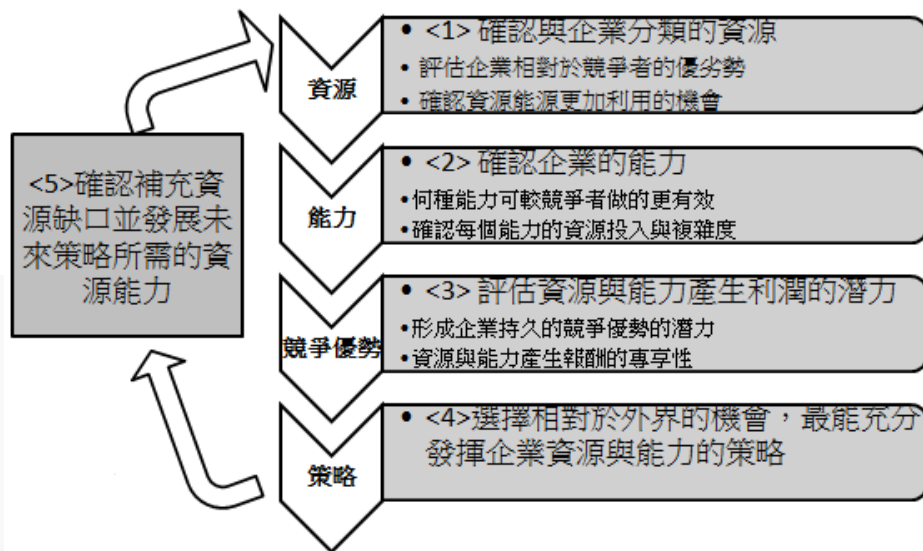 資源
• <1> 確認與企業分類的資源
• 評估企業相對於競爭者的優劣勢
• 確認資源能源更加利用的機會
能力
• <2> 確認企業的能力
•何種能力可較競爭者做的更有效
•確認每個能力的資源投入與複雜度
競爭優勢
• <3> 評估資源與能力產生利潤的潛力
•形成企業持久的競爭優勢的潛力
•資源與能力產生報酬的專享性
策略
• <4>選擇相對於外界的機會，最能充分
發揮企業資源與能力的策略
<5>確認補充資
源缺口並發展未
來策略所需的資
源能力